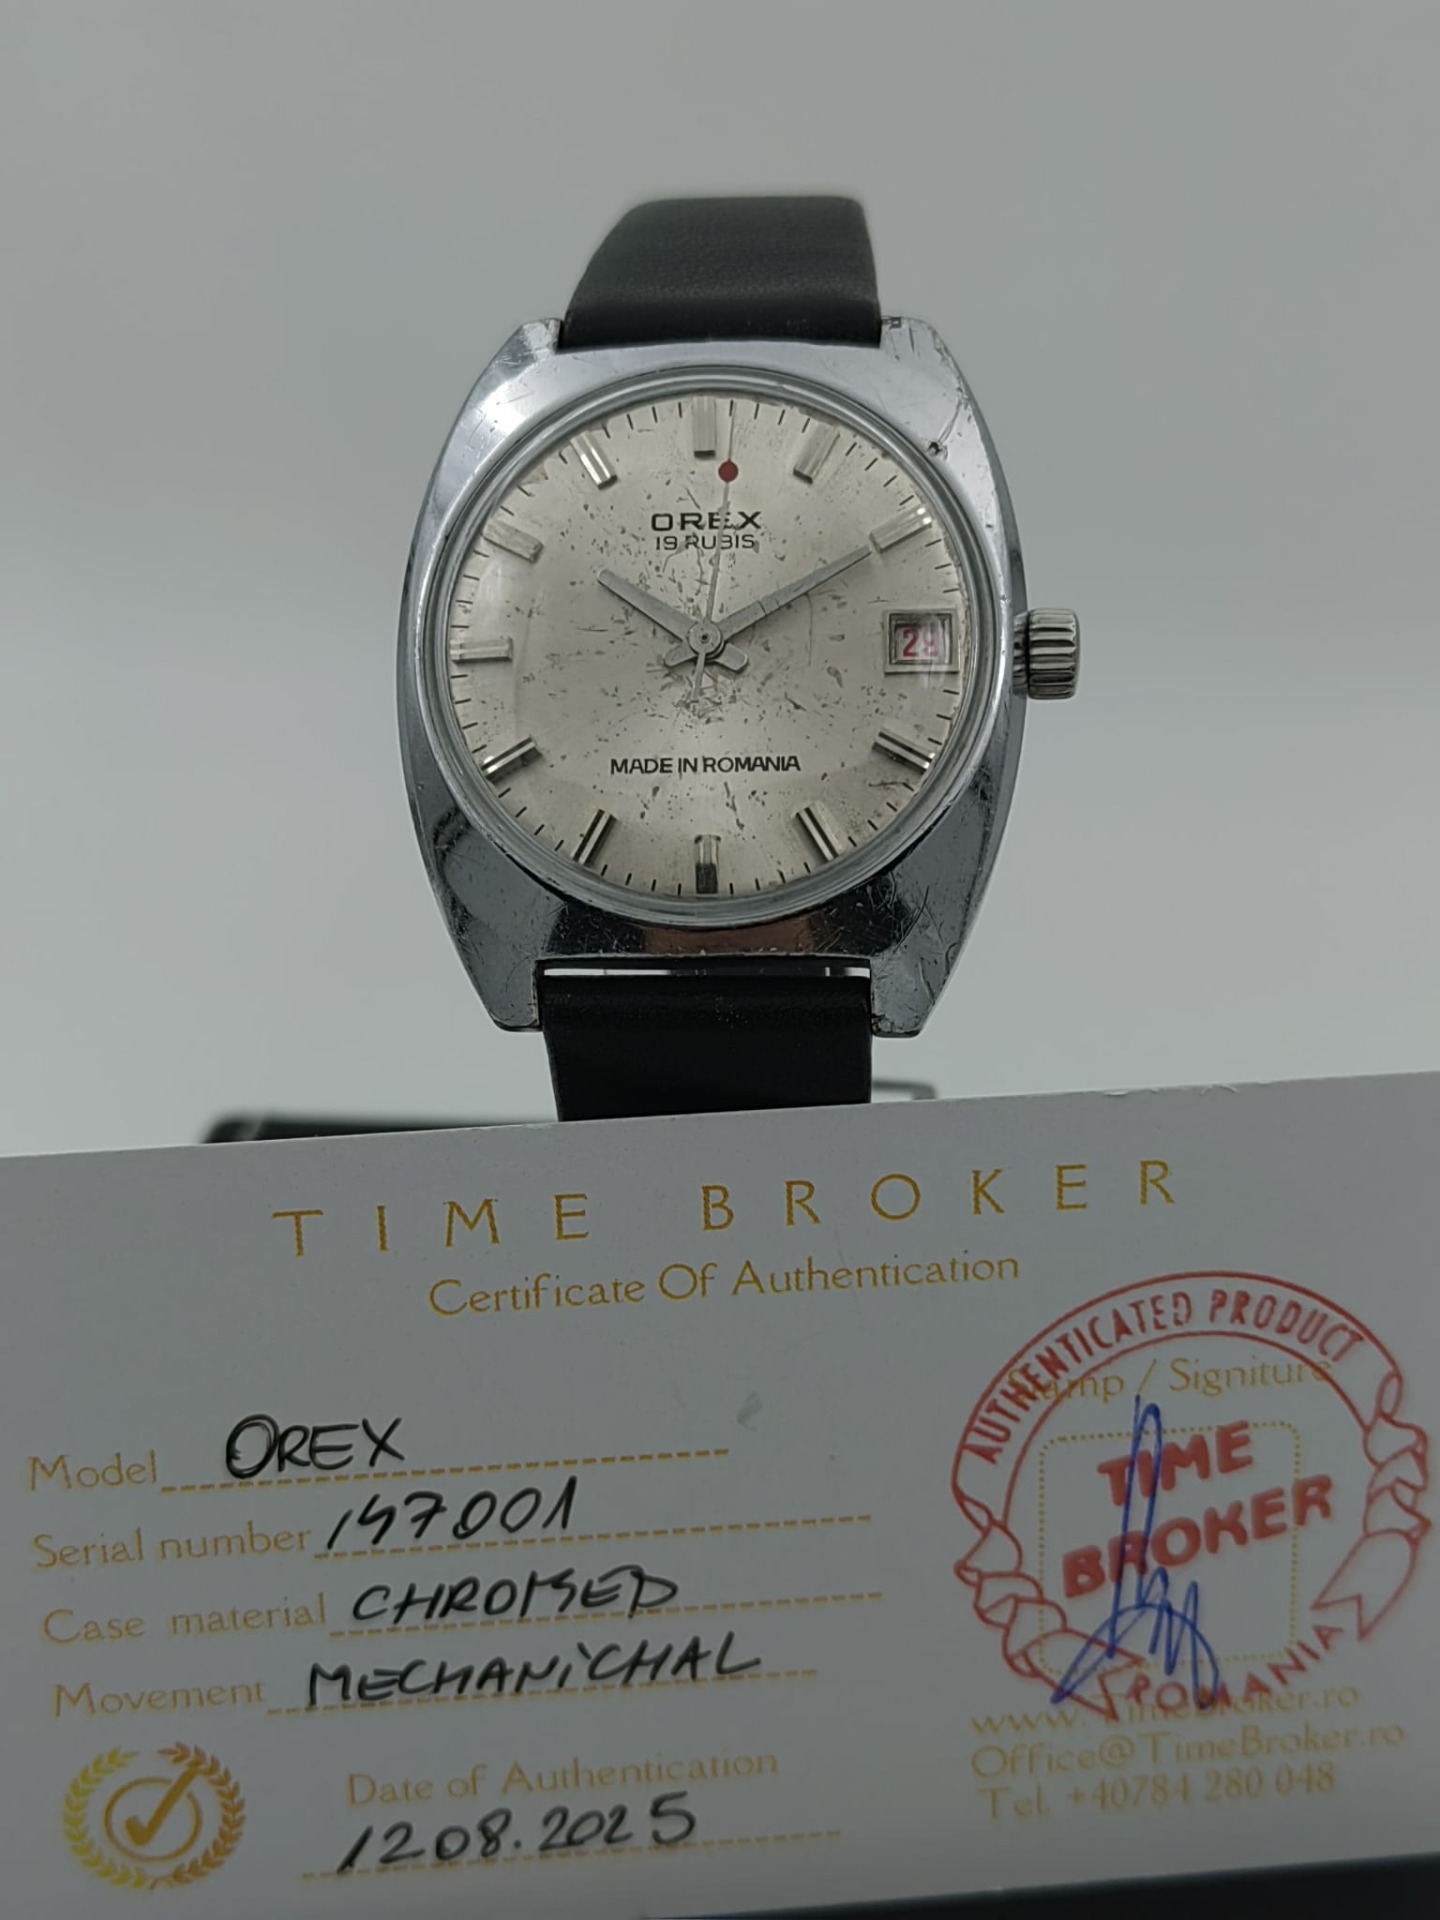 OREX
19 RUBIS
28
MADE IN ROMANIA
TIME BROKER
Certificate Of Authentication
Model OREX
Serial number 147001
Case material CHROMED
Movement MECHANiCHAL
Date of Authentication
12 08.2025
Stamp / Signiture
AUTHENTICATED PRODUCT
TIME
BROKER
ROMANIA
www.TimeBroker.ro
Office@TimeBroker.ro
Tel. +40784 280 048